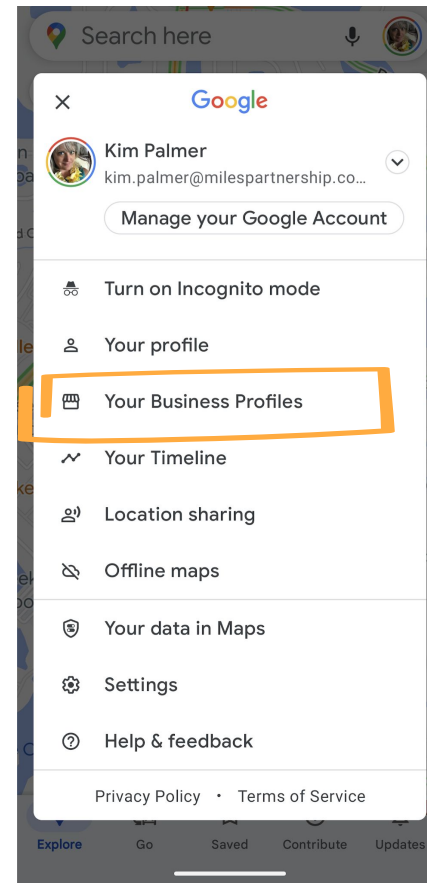 Search here
Google
Kim Palmer
kim.palmer@milespartnership.co...
Manage your Google Account
Turn on Incognito mode
Your profile
Your Business Profiles
Your Timeline
Location sharing
Offline maps
Your data in Maps
Settings
Help & feedback
Privacy Policy • Terms of Service
Explore Go Saved Contribute Updates